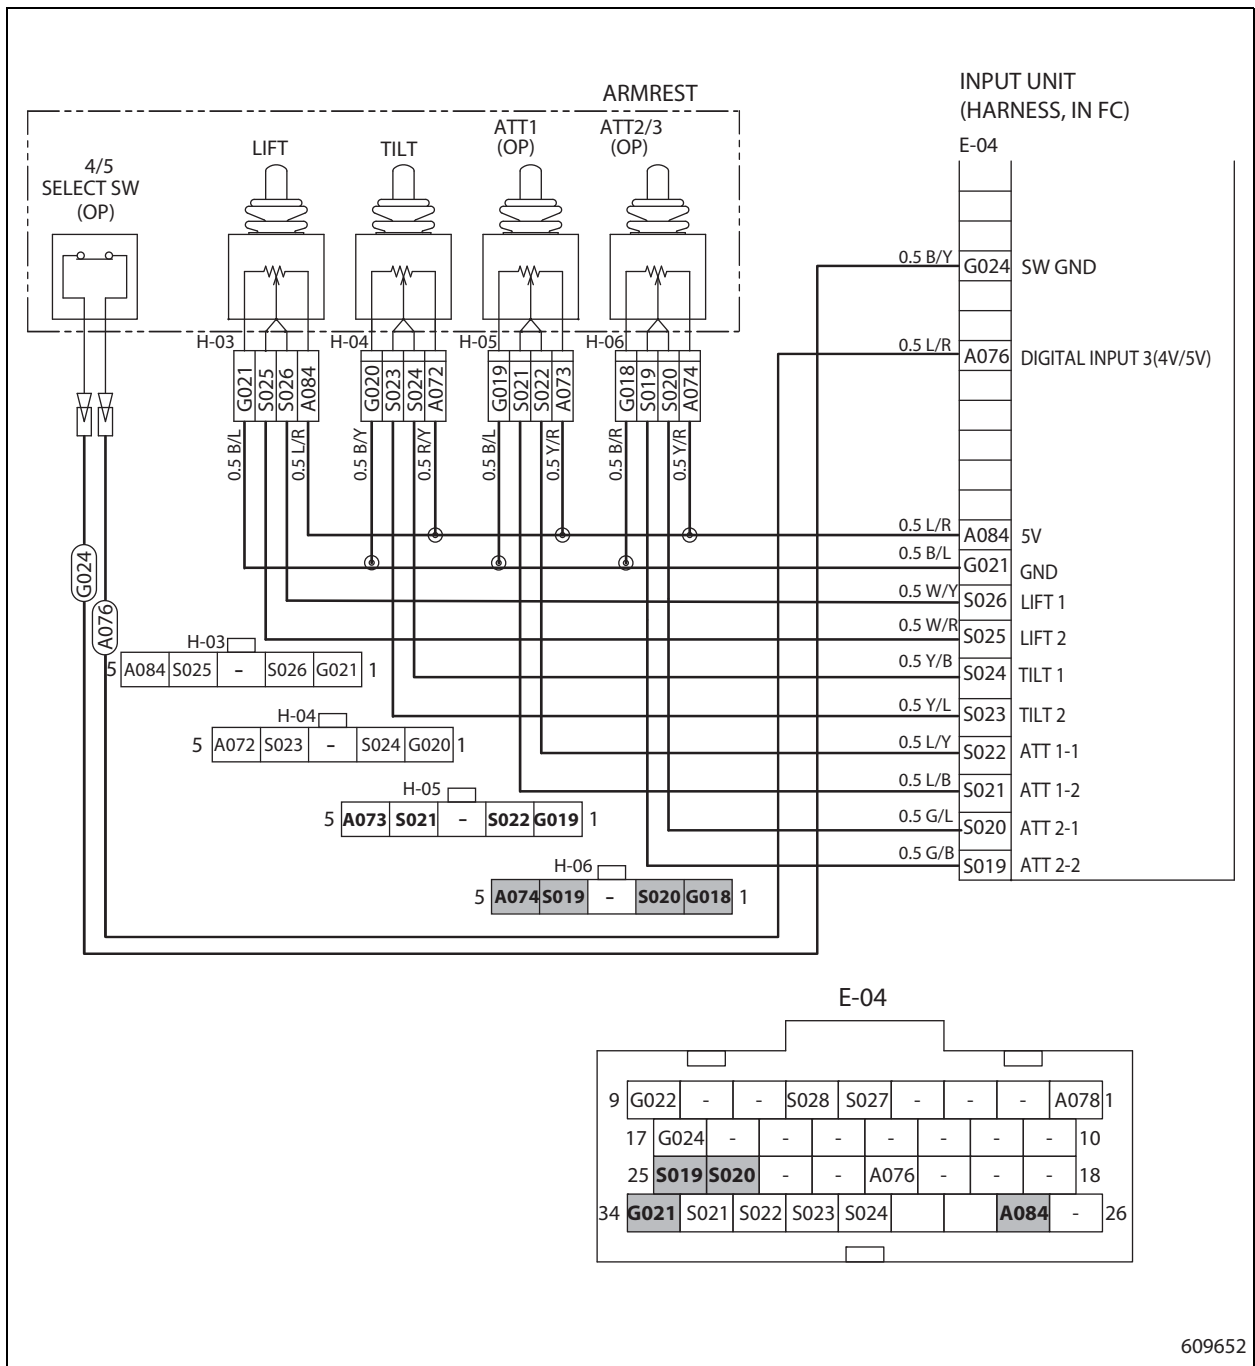 ARMREST
INPUT UNIT
(HARNESS, IN FC)
E-04
4/5
SELECT SW
(OP)
LIFT
TILT
ATT1
(OP)
ATT2/3
(OP)
0.5 B/Y G024 SW GND
0.5 L/R A076 DIGITAL INPUT 3(4V/5V)
H-03
G021 S025 S026 A084
H-04
G020 S023 S024 A072
H-05
G019 S021 S022 A073
H-06
G018 S019 S020 A074
0.5 B/L 0.5 L/R 0.5 B/Y 0.5 R/Y 0.5 B/L 0.5 Y/R 0.5 B/R 0.5 Y/R
0.5 L/R A084 5V
0.5 B/L G021 GND
0.5 W/Y S026 LIFT 1
0.5 W/R S025 LIFT 2
0.5 Y/B S024 TILT 1
0.5 Y/L S023 TILT 2
0.5 L/Y S022 ATT 1-1
0.5 L/B S021 ATT 1-2
0.5 G/L S020 ATT 2-1
0.5 G/B S019 ATT 2-2
G024
A076
H-03
5 A084 S025 – S026 G021 1
H-04
5 A072 S023 – S024 G020 1
H-05
5 A073 S021 – S022 G019 1
H-06
5 A074 S019 – S020 G018 1
E-04
9 G022 - - S028 S027 - - - A078 1
17 G024 - - - - - - - 10
25 S019 S020 - - A076 - - - 18
34 G021 S021 S022 S023 S024 A084 - 26
609652